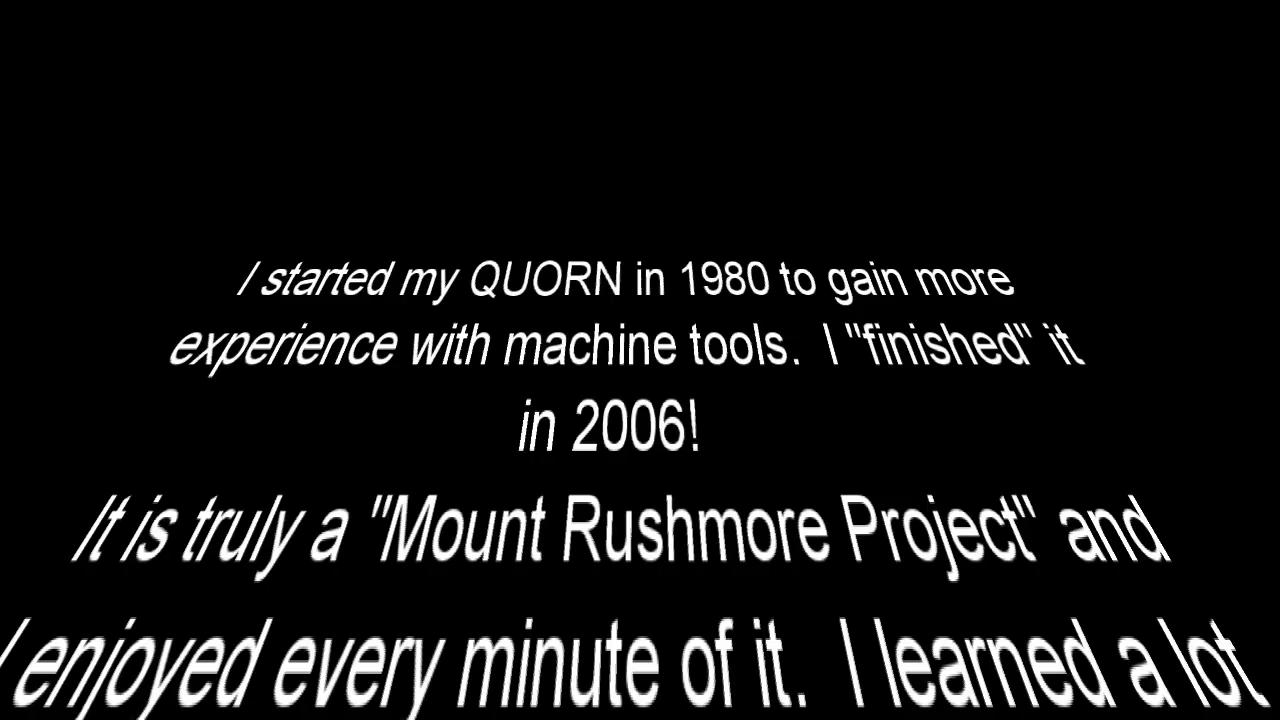 I started my QUORN in 1980 to gain more
experience with machine tools.  I "finished" it
in 2006!
It is truly a "Mount Rushmore Project" and
I enjoyed every minute of it.  I learned a lot